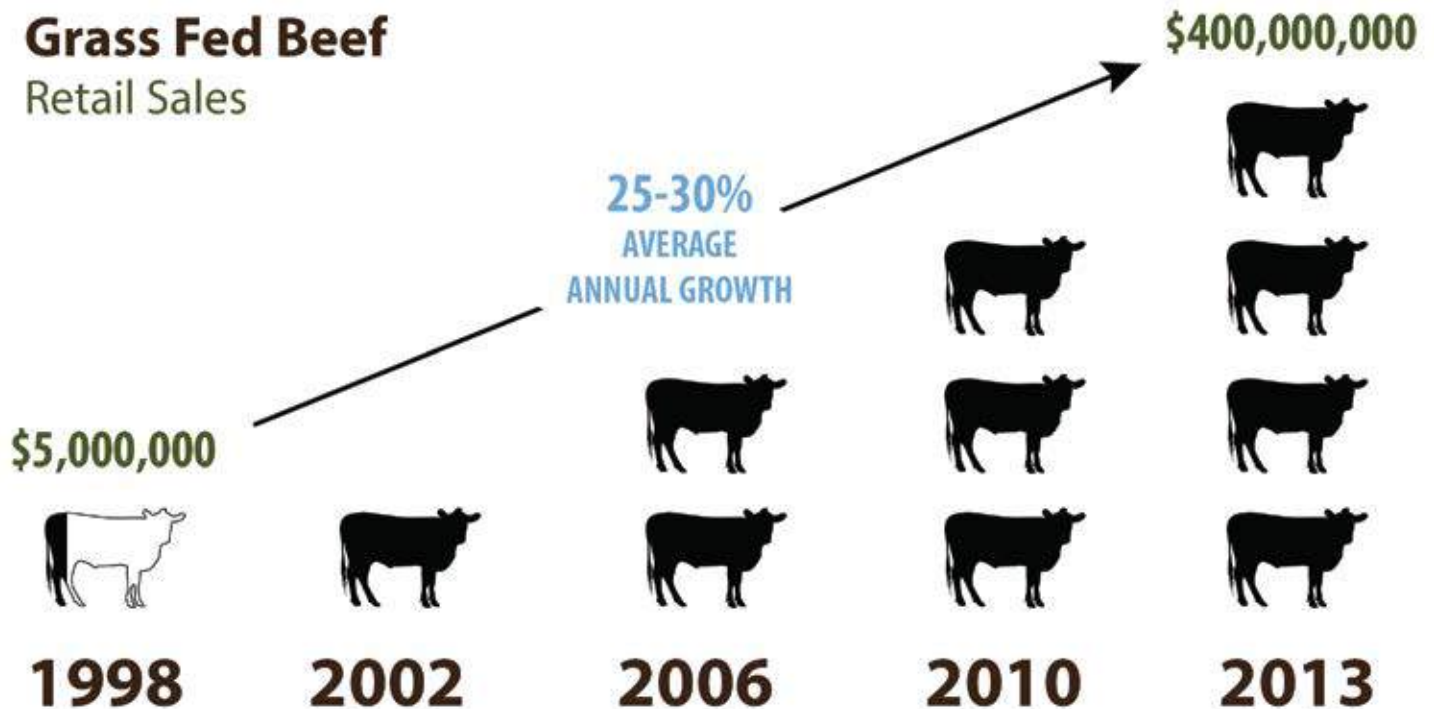 Grass Fed Beef
Retail Sales
$400,000,000
25-30%
AVERAGE
ANNUAL GROWTH
$5,000,000
1998 2002 2006 2010 2013